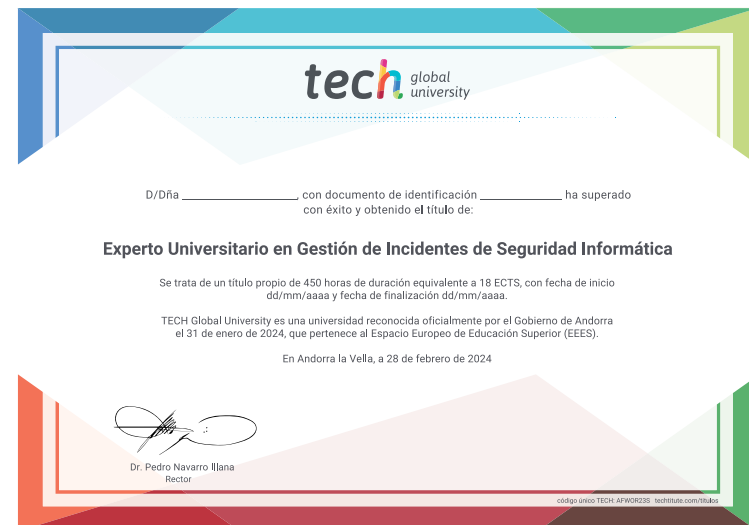 tech global university
D/Dña ______________, con documento de identificación __________ ha superado
con éxito y obtenido el título de:
Experto Universitario en Gestión de Incidentes de Seguridad Informática
Se trata de un título propio de 450 horas de duración equivalente a 18 ECTS, con fecha de inicio
dd/mm/aaaa y fecha de finalización dd/mm/aaaa.
TECH Global University es una universidad reconocida oficialmente por el Gobierno de Andorra
el 31 de enero de 2024, que pertenece al Espacio Europeo de Educación Superior (EEES).
En Andorra la Vella, a 28 de febrero de 2024
Dr. Pedro Navarro Illana
Rector
código único TECH: AFWOR23S techtitute.com/títulos